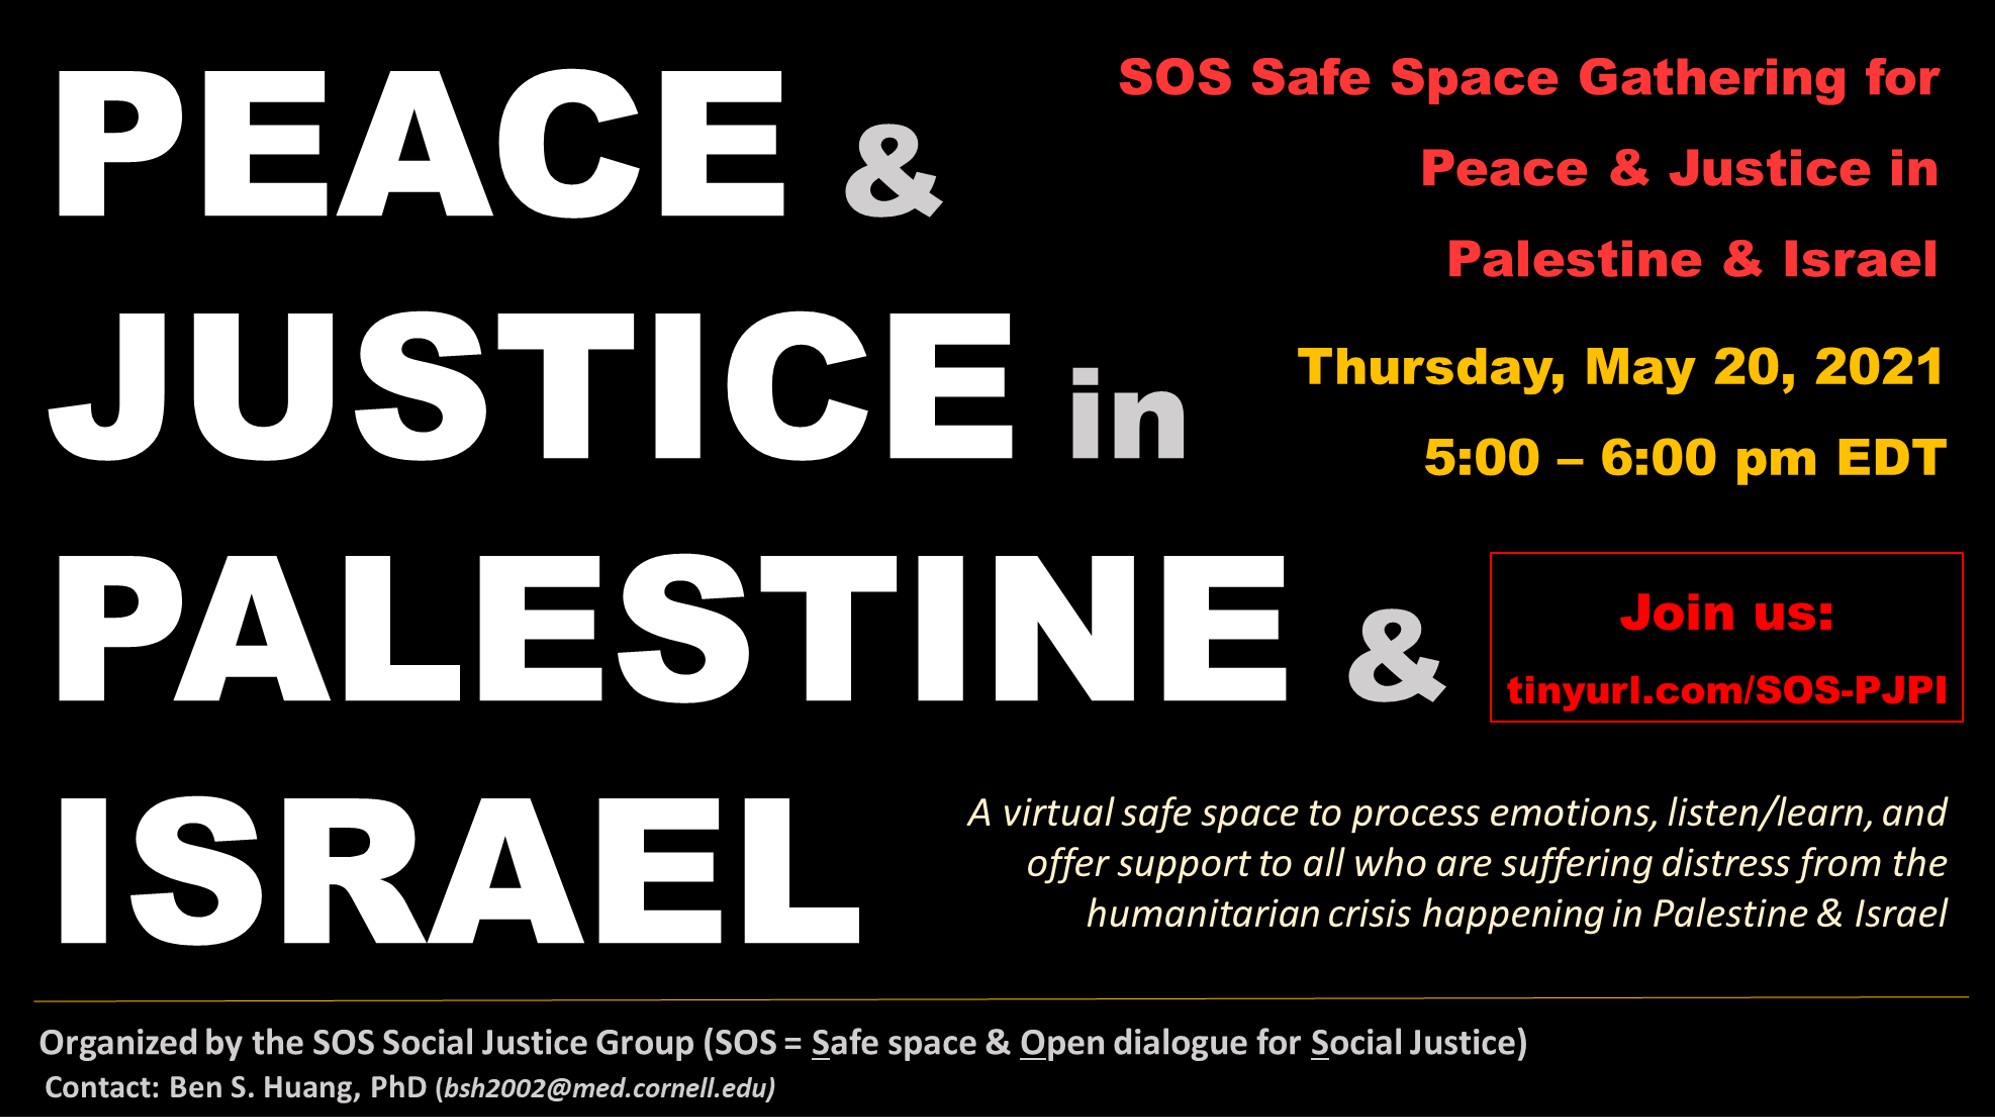 PEACE &
JUSTICE in
PALESTINE &
ISRAEL
SOS Safe Space Gathering for
Peace & Justice in
Palestine & Israel
Thursday, May 20, 2021
5:00 – 6:00 pm EDT
Join us:
tinyurl.com/SOS-PJPI
A virtual safe space to process emotions, listen/learn, and
offer support to all who are suffering distress from the
humanitarian crisis happening in Palestine & Israel
Organized by the SOS Social Justice Group (SOS = Safe space & Open dialogue for Social Justice)
Contact: Ben S. Huang, PhD (bsh2002@med.cornell.edu)